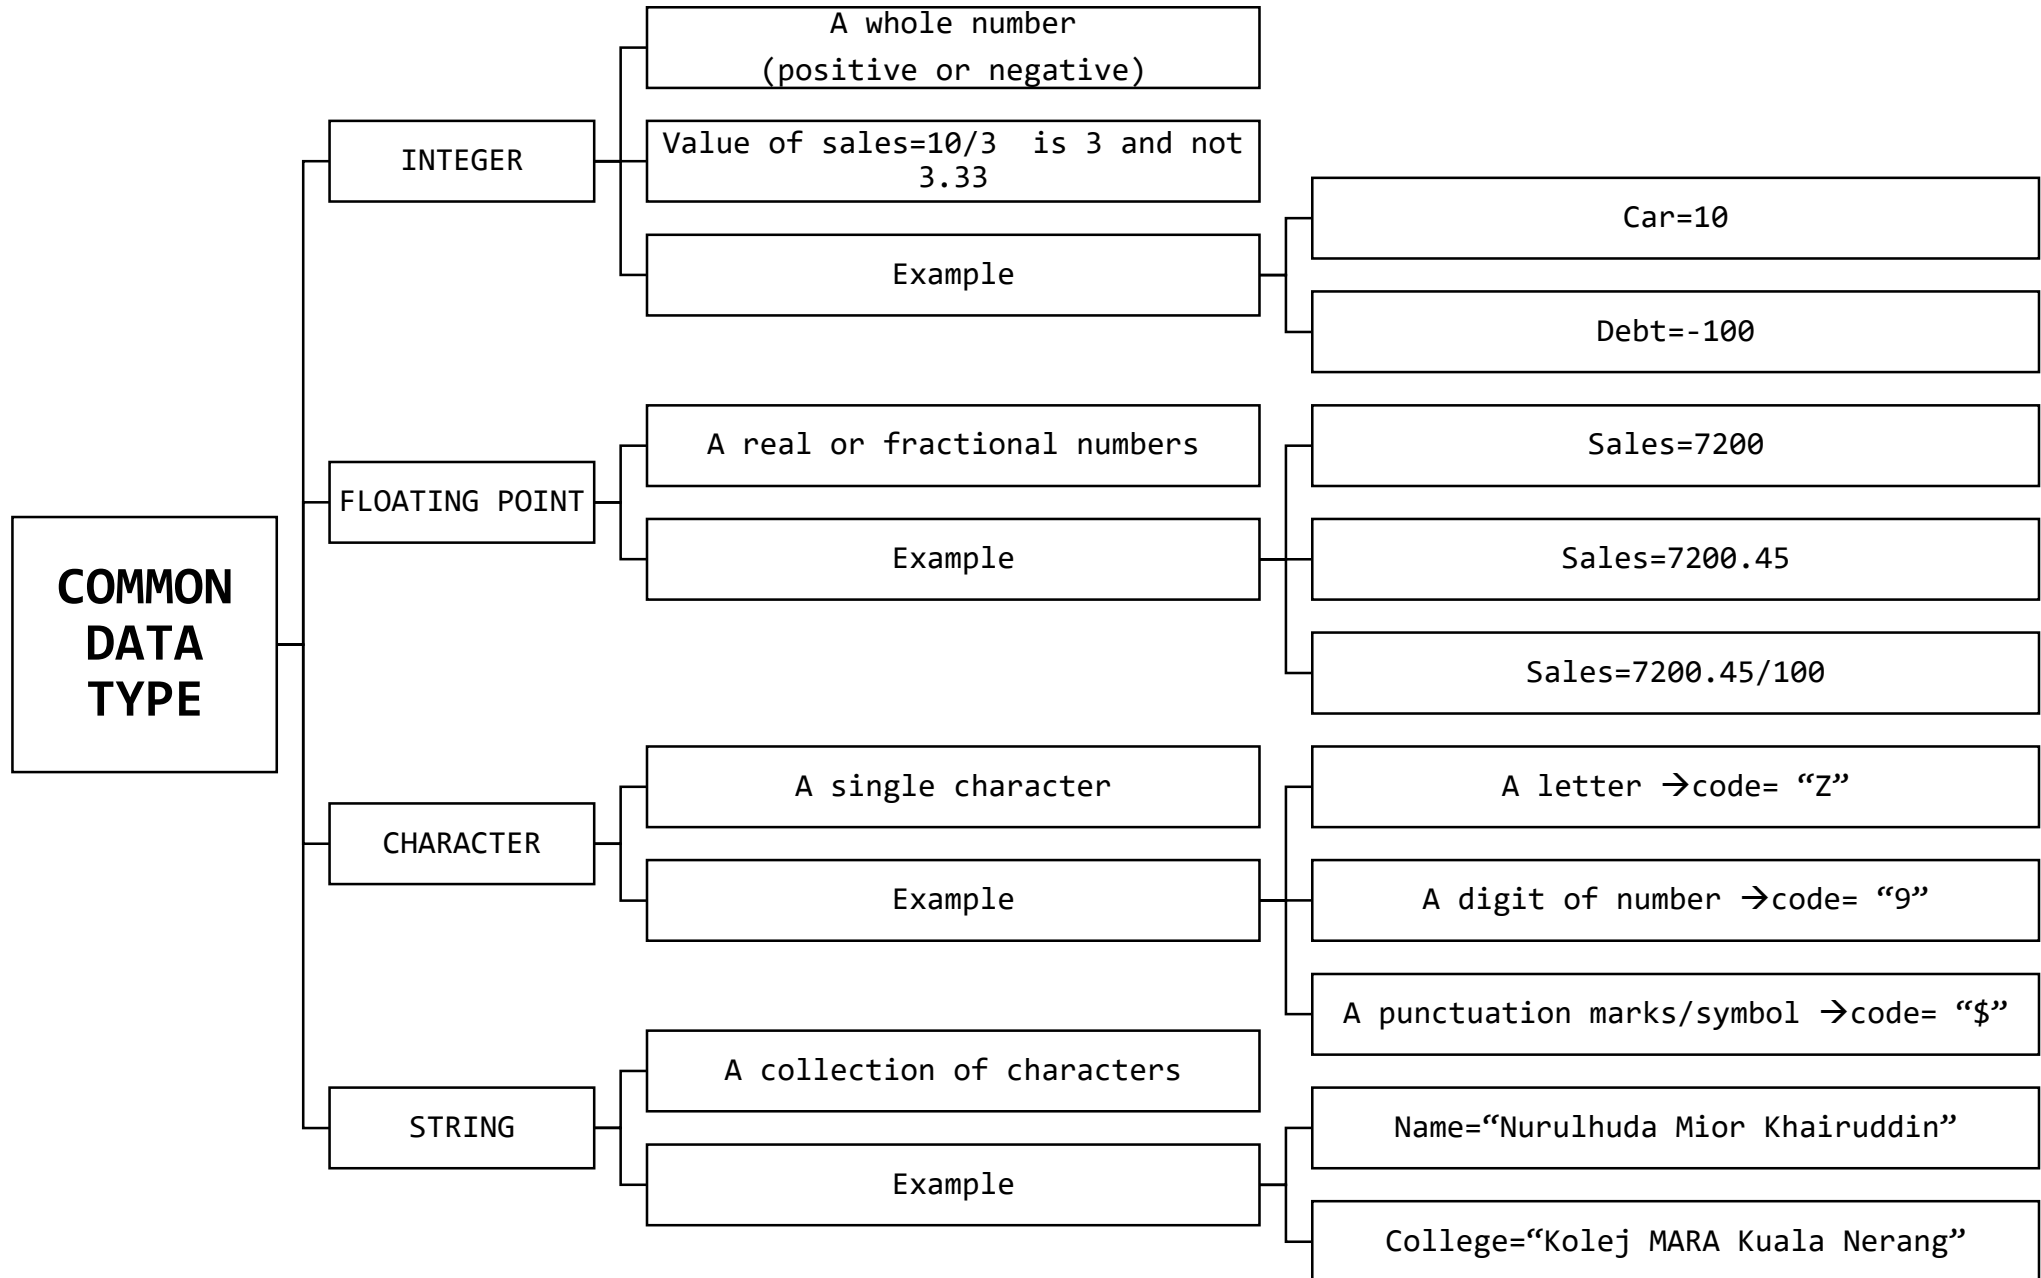 COMMON
DATA
TYPE
INTEGER
A whole number
(positive or negative)
Value of sales=10/3  is 3 and not
3.33
Example
Car=10
Debt=-100
FLOATING POINT
A real or fractional numbers
Example
Sales=7200
Sales=7200.45
Sales=7200.45/100
CHARACTER
A single character
Example
A letter →code= “Z”
A digit of number →code= “9”
A punctuation marks/symbol →code= “$”
STRING
A collection of characters
Example
Name=“Nurulhuda Mior Khairuddin”
College=“Kolej MARA Kuala Nerang”